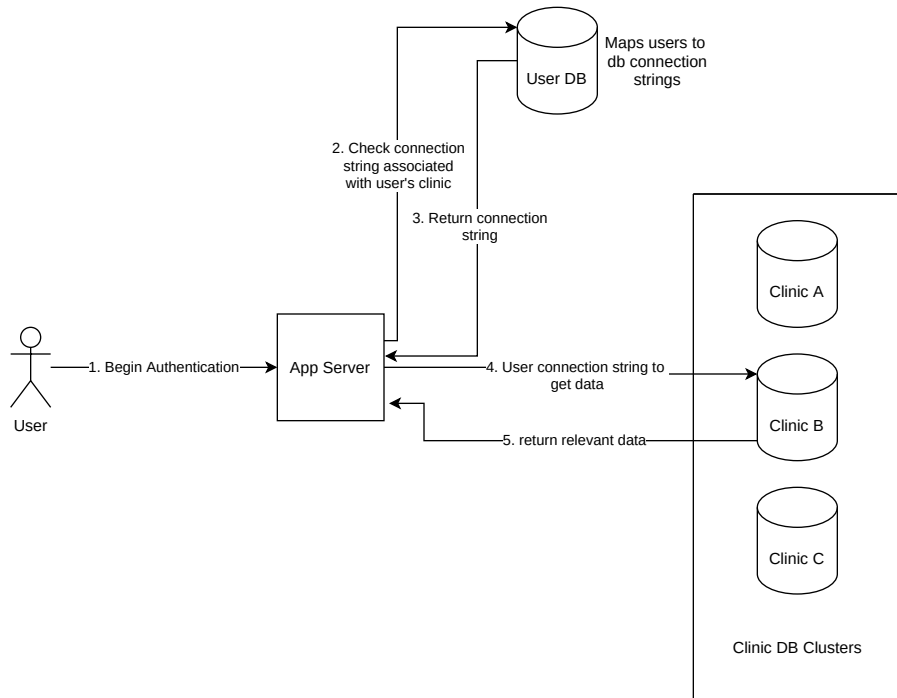 User DB
Maps users to
db connection
strings
2. Check connection
string associated
with user's clinic
3. Return connection
string
Clinic A
1. Begin Authentication
App Server
4. User connection string to
get data
User
Clinic B
5. return relevant data
Clinic C
Clinic DB Clusters